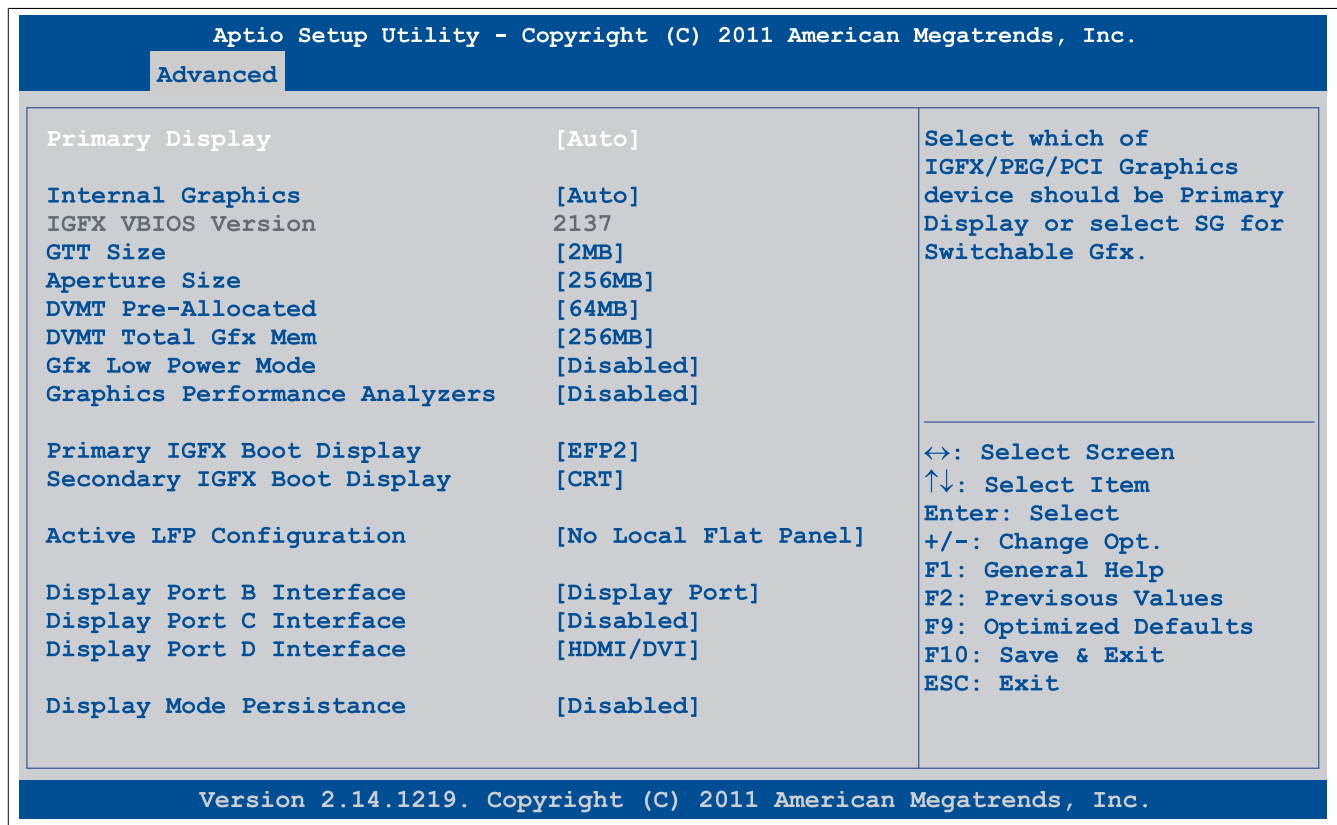 Aptio Setup Utility - Copyright (C) 2011 American Megatrends, Inc.
Advanced
Primary Display [Auto]
Internal Graphics [Auto]
IGFX VBIOS Version 2137
GTT Size [2MB]
Aperture Size [256MB]
DVMT Pre-Allocated [64MB]
DVMT Total Gfx Mem [256MB]
Gfx Low Power Mode [Disabled]
Graphics Performance Analyzers [Disabled]
Primary IGFX Boot Display [EFP2]
Secondary IGFX Boot Display [CRT]
Active LFP Configuration [No Local Flat Panel]
Display Port B Interface [Display Port]
Display Port C Interface [Disabled]
Display Port D Interface [HDMI/DVI]
Display Mode Persistance [Disabled]
Select which of
IGFX/PEG/PCI Graphics
device should be Primary
Display or select SG for
Switchable Gfx.
↔: Select Screen
↑↓: Select Item
Enter: Select
+/-: Change Opt.
F1: General Help
F2: Previsous Values
F9: Optimized Defaults
F10: Save & Exit
ESC: Exit
Version 2.14.1219. Copyright (C) 2011 American Megatrends, Inc.